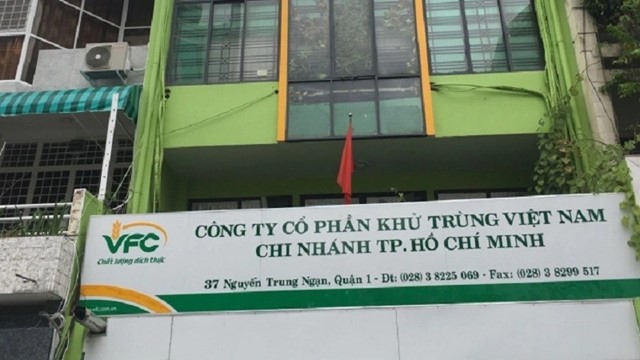 VFC
Chất lượng đích thực
CÔNG TY CỔ PHẦN KHỬ TRÙNG VIỆT NAM
CHI NHÁNH TP. HỒ CHÍ MINH
37 Nguyễn Trung Ngạn, Quận 1 - Đt: (028) 3 8225 069 - Fax: (028) 3 8299 517